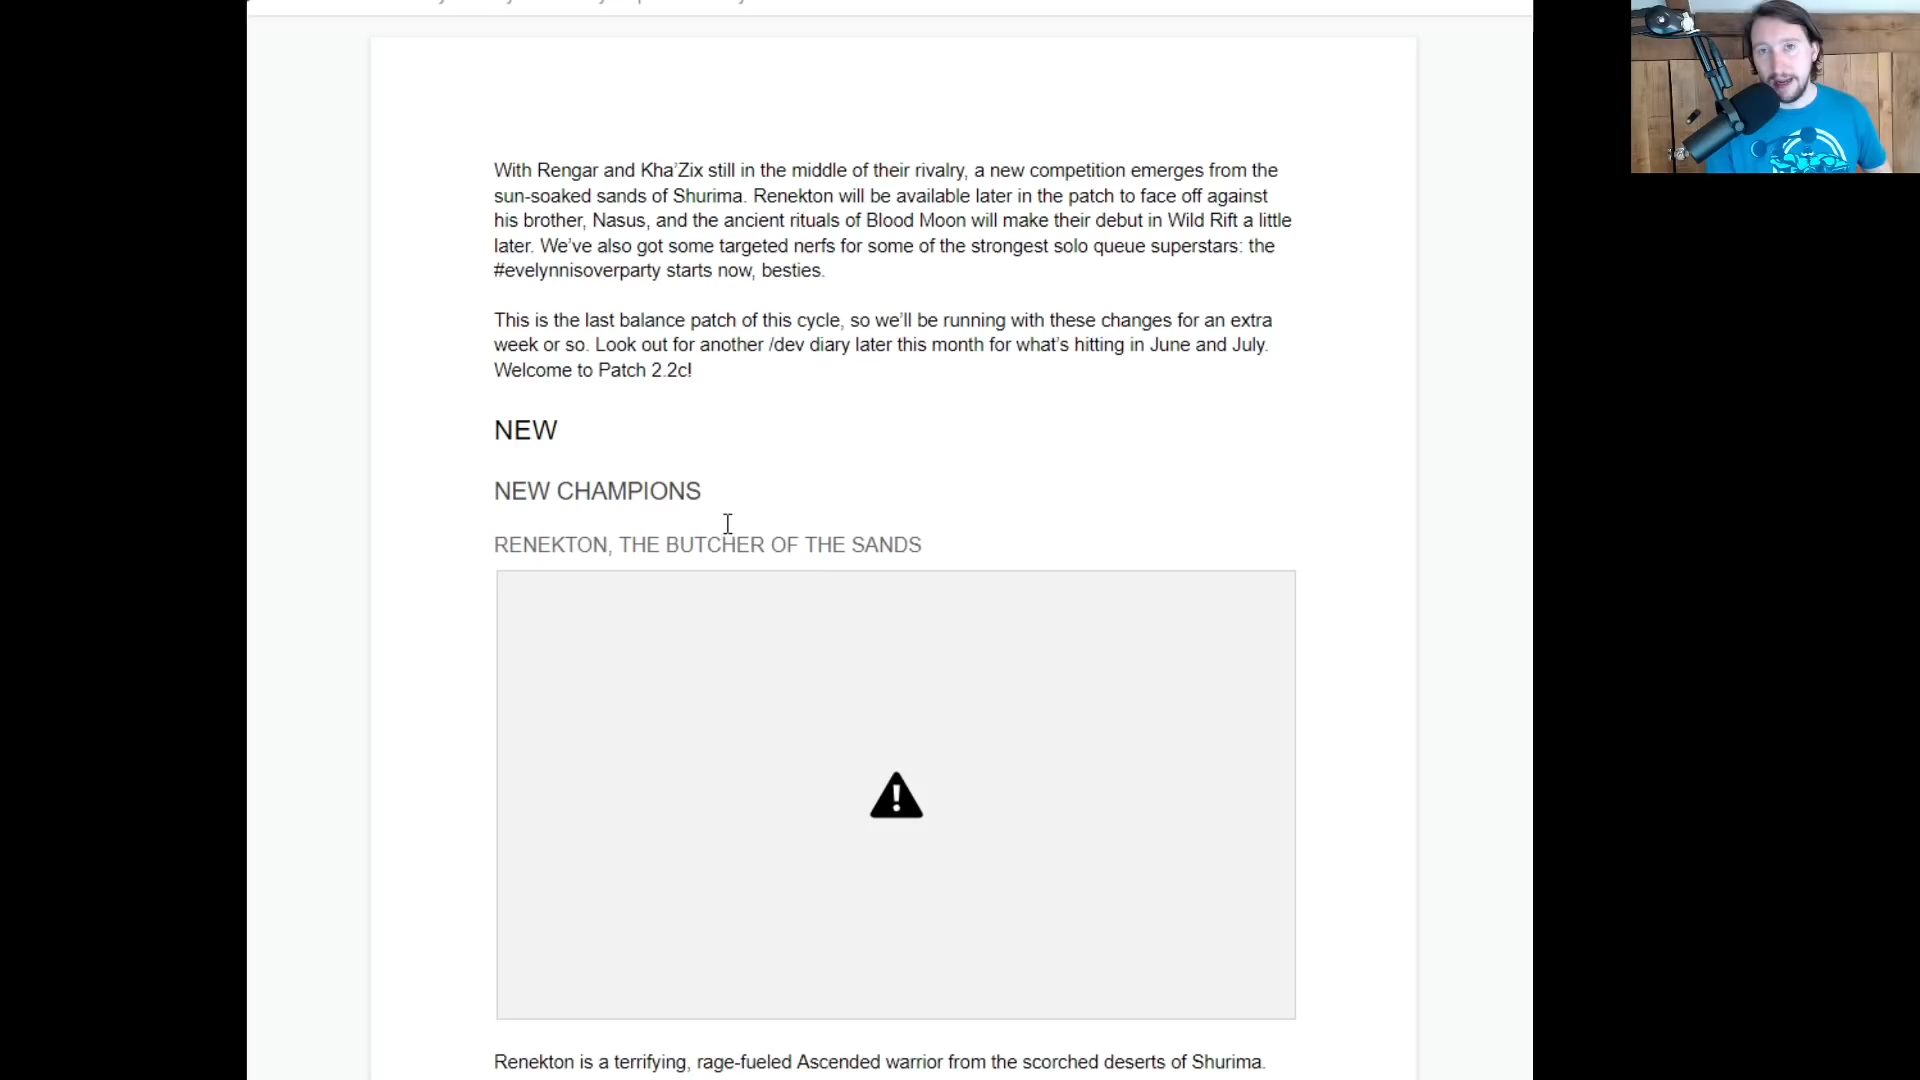 With Rengar and Kha’Zix still in the middle of their rivalry, a new competition emerges from the
sun-soaked sands of Shurima. Renekton will be available later in the patch to face off against
his brother, Nasus, and the ancient rituals of Blood Moon will make their debut in Wild Rift a little
later. We’ve also got some targeted nerfs for some of the strongest solo queue superstars: the
#evelynnisoverparty starts now, besties.
This is the last balance patch of this cycle, so we’ll be running with these changes for an extra
week or so. Look out for another /dev diary later this month for what’s hitting in June and July.
Welcome to Patch 2.2c!
NEW
NEW CHAMPIONS
RENEKTON, THE BUTCHER OF THE SANDS
Renekton is a terrifying, rage-fueled Ascended warrior from the scorched deserts of Shurima.